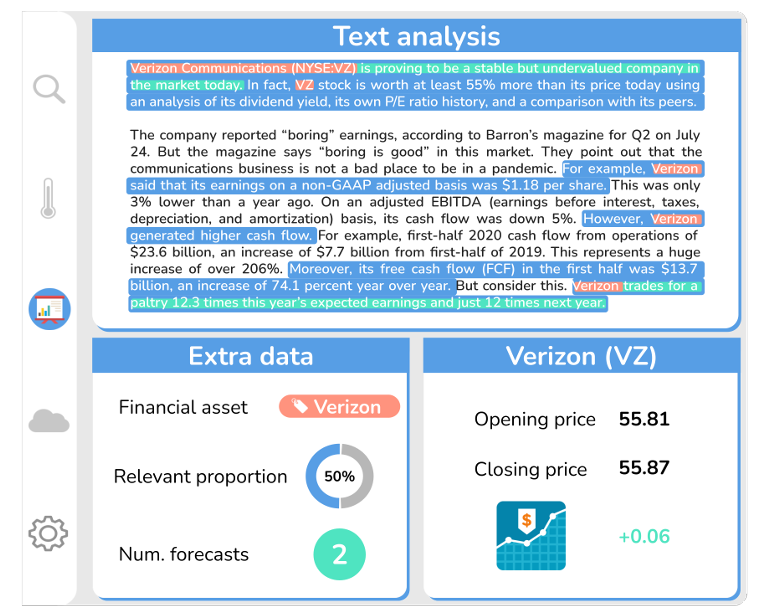 Text analysis
Verizon Communications (NYSE:VZ) is proving to be a stable but undervalued company in
the market today. In fact, VZ stock is worth at least 55% more than its price today using
an analysis of its dividend yield, its own P/E ratio history, and a comparison with its peers.
The company reported “boring” earnings, according to Barron’s magazine for Q2 on July
24. But the magazine says “boring is good” in this market. They point out that the
communications business is not a bad place to be in a pandemic. For example, Verizon
said that its earnings on a non-GAAP adjusted basis was $1.18 per share. This was only
3% lower than a year ago. On an adjusted EBITDA (earnings before interest, taxes,
depreciation, and amortization) basis, its cash flow was down 5%. However, Verizon
generated higher cash flow. For example, first-half 2020 cash flow from operations of
$23.6 billion, an increase of $7.7 billion from first-half of 2019. This represents a huge
increase of over 206%. Moreover, its free cash flow (FCF) in the first half was $13.7
billion, an increase of 74.1 percent year over year. But consider this. Verizon trades for a
paltry 12.3 times this year’s expected earnings and just 12 times next year.
Extra data
Financial asset Verizon
Relevant proportion 50%
Num. forecasts 2
Verizon (VZ)
Opening price 55.81
Closing price 55.87
$ +0.06